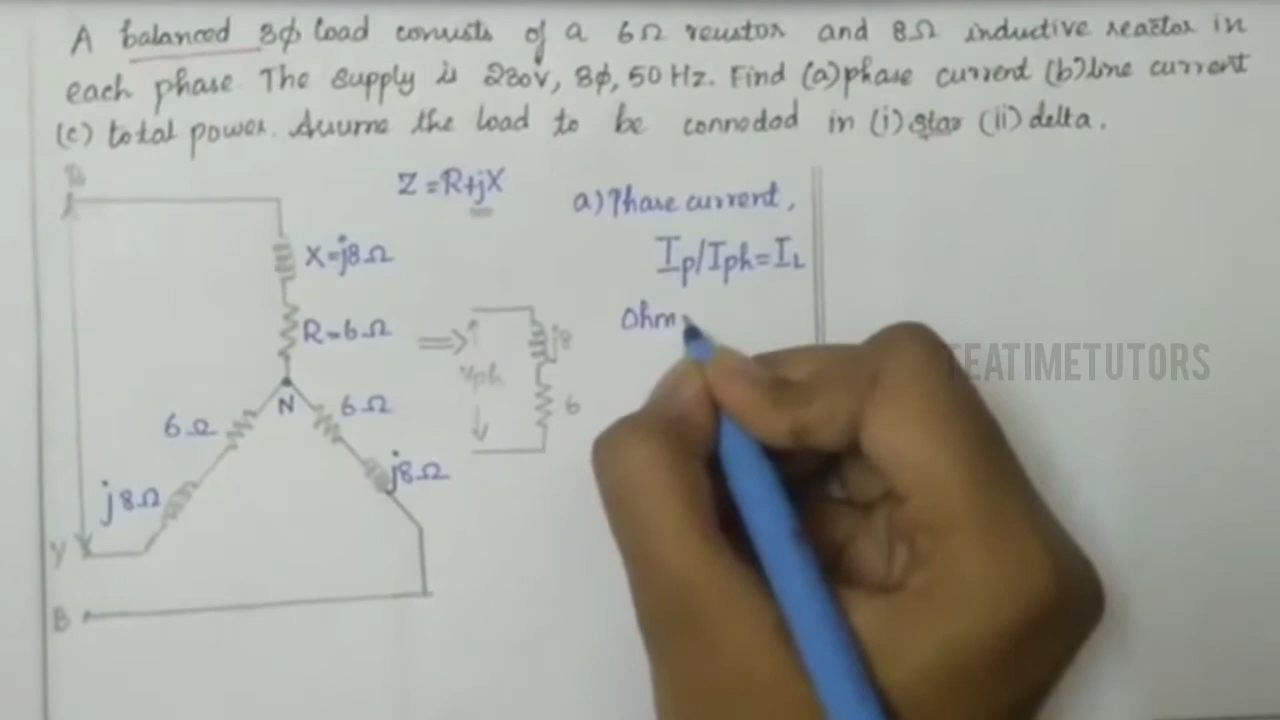 A balanced 3ϕ load consists of a 6Ω resistor and 8Ω inductive reactor in
each phase. The supply is 230V, 3ϕ, 50 Hz. Find (a)phase current (b)line current
(c) total power. Assume the load to be connected in (i) star (ii) delta.
Z = R+jX
a) Phase current,
X=j8Ω
Ip/Iph = IL
R=6Ω
Ohm
j8
Vph
6
N
6Ω
6Ω
j8Ω
j8Ω
Y
B
TEATIMETUTORS